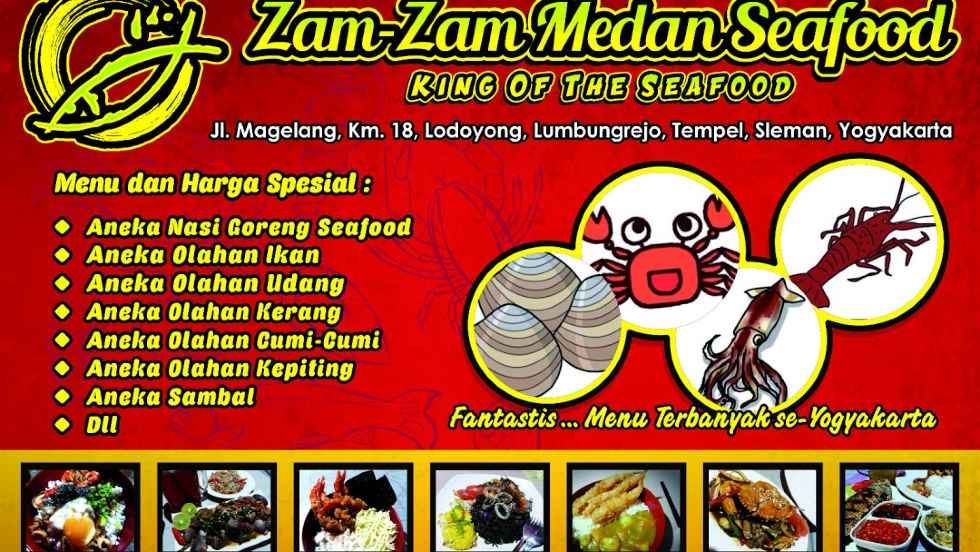 Zam-Zam Medan Seafood
King Of The Seafood
Jl. Magelang, Km. 18, Lodoyong, Lumbungrejo, Tempel, Sleman, Yogyakarta
Menu dan Harga Spesial :
Aneka Nasi Goreng Seafood
Aneka Olahan Ikan
Aneka Olahan Udang
Aneka Olahan Kerang
Aneka Olahan Cumi-Cumi
Aneka Olahan Kepiting
Aneka Sambal
Dll
Fantastis ... Menu Terbanyak se-Yogyakarta